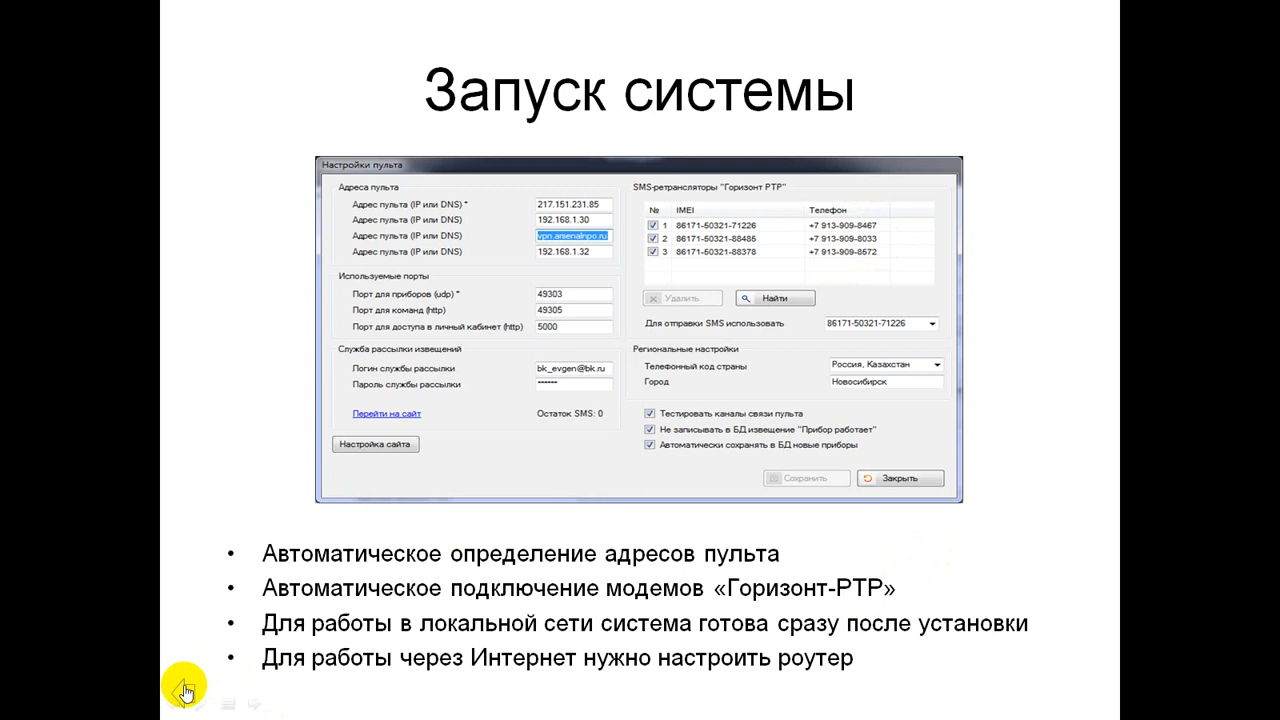 Запуск системы
Настройки пульта
Адреса пульта
Адрес пульта (IP или DNS) * 217.151.231.85
Адрес пульта (IP или DNS) 192.168.1.30
Адрес пульта (IP или DNS) vpn.arsenalnpo.ru
Адрес пульта (IP или DNS) 192.168.1.32
Используемые порты
Порт для приборов (udp) * 49303
Порт для команд (http) 49305
Порт для доступа в личный кабинет (http) 5000
Служба рассылки извещений
Логин службы рассылки bk_evgen@bk.ru
Пароль службы рассылки ******
Перейти на сайт Остаток SMS: 0
Настройка сайта
SMS-ретрансляторы "Горизонт РТР"
№ IMEI Телефон
1 86171-50321-71226 +7 913-909-8467
2 86171-50321-88485 +7 913-909-8033
3 86171-50321-88378 +7 913-909-8572
Удалить Найти
Для отправки SMS использовать 86171-50321-71226
Региональные настройки
Телефонный код страны Россия, Казахстан
Город Новосибирск
Тестировать каналы связи пульта
Не записывать в БД извещение "Прибор работает"
Автоматически сохранять в БД новые приборы
Сохранить Закрыть
• Автоматическое определение адресов пульта
• Автоматическое подключение модемов «Горизонт-РТР»
• Для работы в локальной сети система готова сразу после установки
• Для работы через Интернет нужно настроить роутер